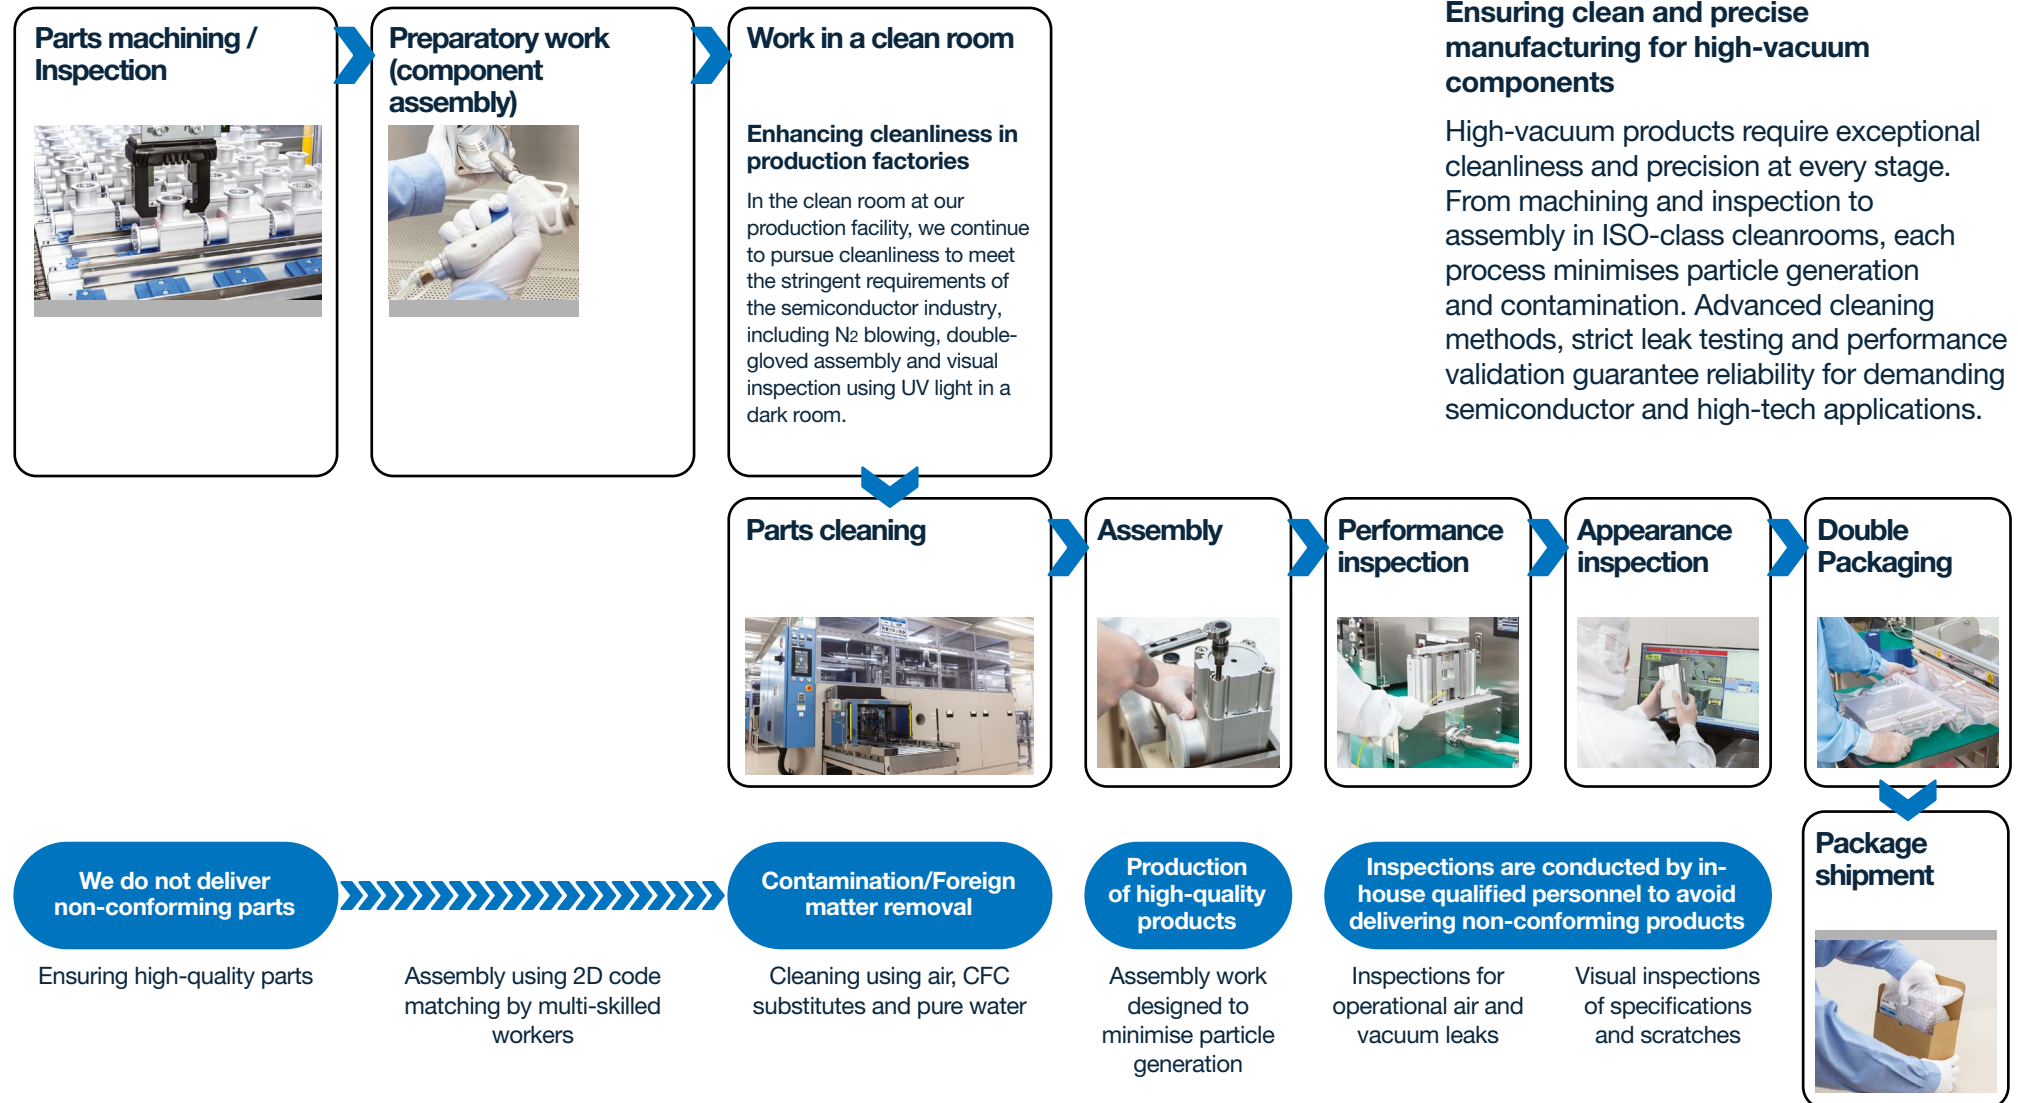 Parts machining /
Inspection
Preparatory work
(component
assembly)
Work in a clean room
Enhancing cleanliness in
production factories
In the clean room at our
production facility, we continue
to pursue cleanliness to meet
the stringent requirements of
the semiconductor industry,
including N2 blowing, double-
gloved assembly and visual
inspection using UV light in a
dark room.
Ensuring clean and precise
manufacturing for high-vacuum
components
High-vacuum products require exceptional
cleanliness and precision at every stage.
From machining and inspection to
assembly in ISO-class cleanrooms, each
process minimises particle generation
and contamination. Advanced cleaning
methods, strict leak testing and performance
validation guarantee reliability for demanding
semiconductor and high-tech applications.
Parts cleaning
Assembly
Performance
inspection
Appearance
inspection
Double
Packaging
Package
shipment
We do not deliver
non-conforming parts
Contamination/Foreign
matter removal
Production
of high-quality
products
Inspections are conducted by in-
house qualified personnel to avoid
delivering non-conforming products
Ensuring high-quality parts
Assembly using 2D code
matching by multi-skilled
workers
Cleaning using air, CFC
substitutes and pure water
Assembly work
designed to
minimise particle
generation
Inspections for
operational air and
vacuum leaks
Visual inspections
of specifications
and scratches